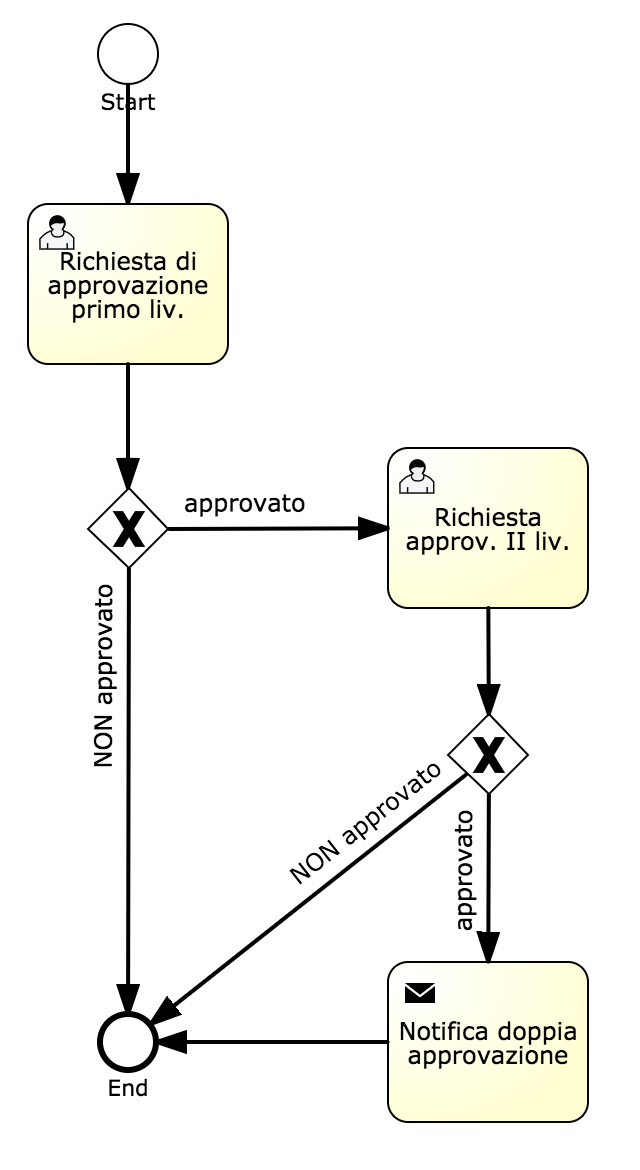 Start
Richiesta di
approvazione
primo liv.
approvato
Richiesta
approv. II liv.
NON approvato
NON approvato
approvato
Notifica doppia
approvazione
End